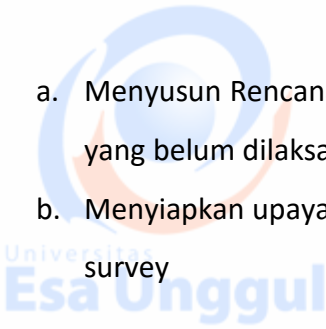 a. Menyusun Rencan
yang belum dilaksa
b. Menyiapkan upaya
Universitas
survey
Esa Unggul